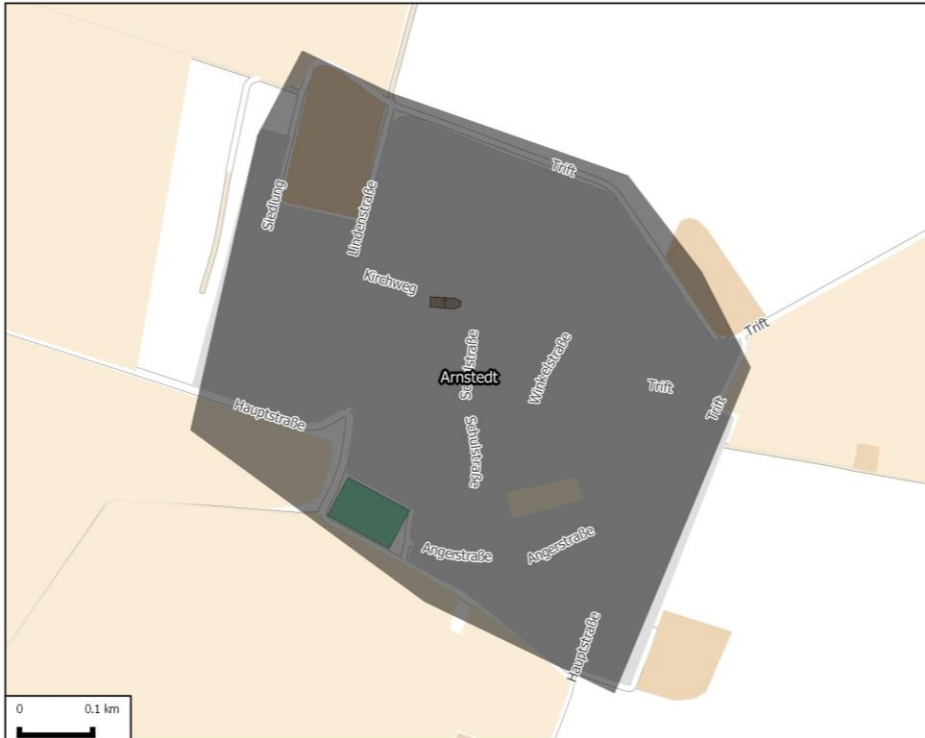 Trift
Siedlung
Lindenstraße
Kirchweg
Schulstraße
Winkelstraße
Trift
Arnstedt
Trift
Trift
Hauptstraße
Schulstraße
Angerstraße
Angerstraße
Hauptstraße
0 0.1 km